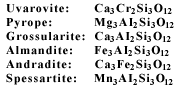 Uvarovite: Ca₃Cr₂Si₃O₁₂
Pyrope: Mg₃Al₂Si₃O₁₂
Grossularite: Ca₃Al₂Si₃O₁₂
Almandite: Fe₃Al₂Si₃O₁₂
Andradite: Ca₃Fe₂Si₃O₁₂
Spessartite: Mn₃Al₂Si₃O₁₂